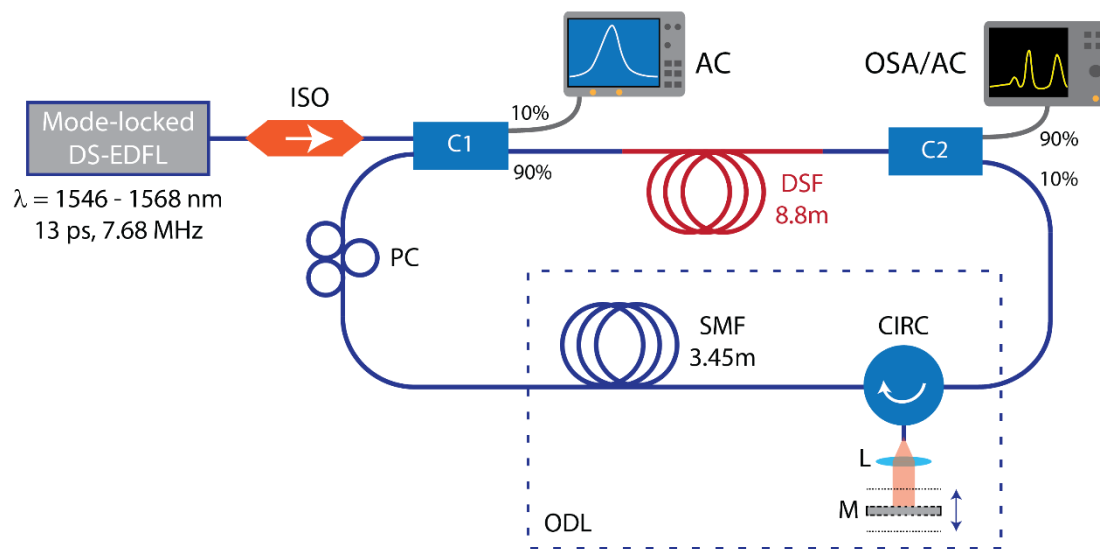 AC
OSA/AC
ISO
10%
Mode-locked
DS-EDFL
C1
C2
90%
90%
10%
DSF
8.8m
λ = 1546 - 1568 nm
13 ps, 7.68 MHz
PC
SMF
3.45m
CIRC
L
M
ODL